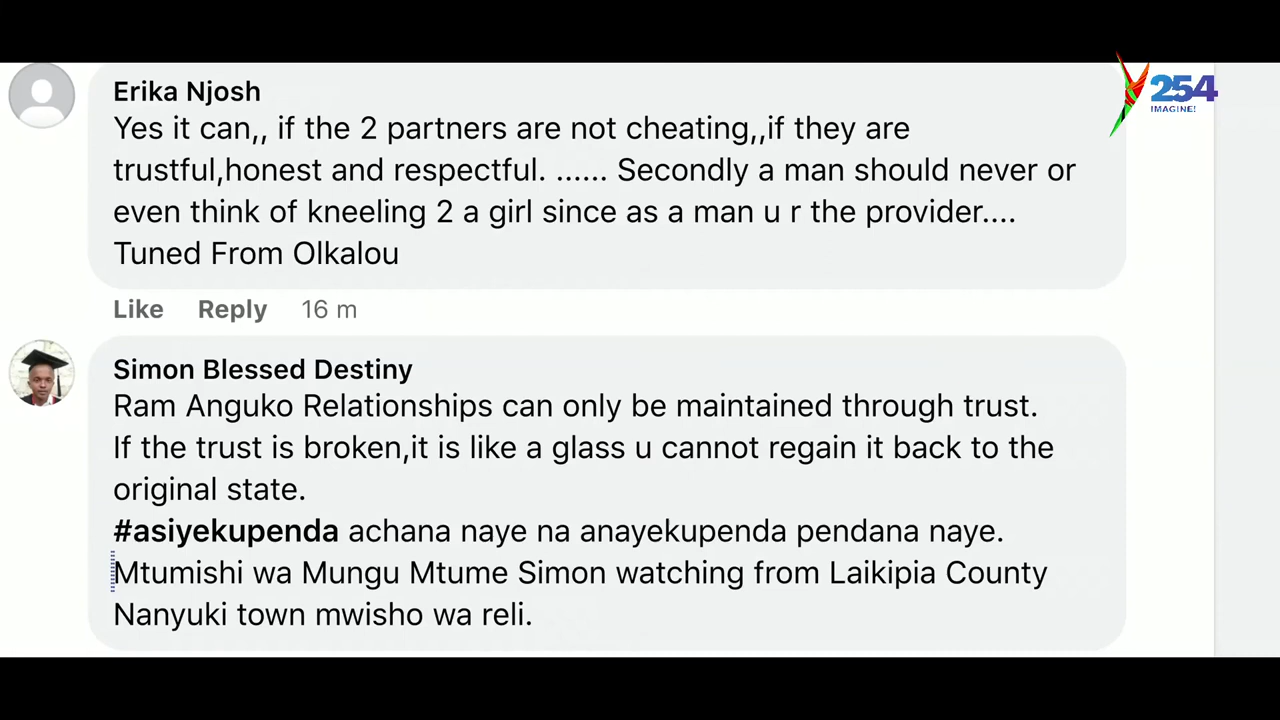 Erika Njosh
Yes it can,, if the 2 partners are not cheating,,if they are
trustful,honest and respectful. ...... Secondly a man should never or
even think of kneeling 2 a girl since as a man u r the provider....
Tuned From Olkalou
Like Reply 16 m
Simon Blessed Destiny
Ram Anguko Relationships can only be maintained through trust.
If the trust is broken,it is like a glass u cannot regain it back to the
original state.
#asiyekupenda achana naye na anayekupenda pendana naye.
Mtumishi wa Mungu Mtume Simon watching from Laikipia County
Nanyuki town mwisho wa reli.
Y254
IMAGINE!